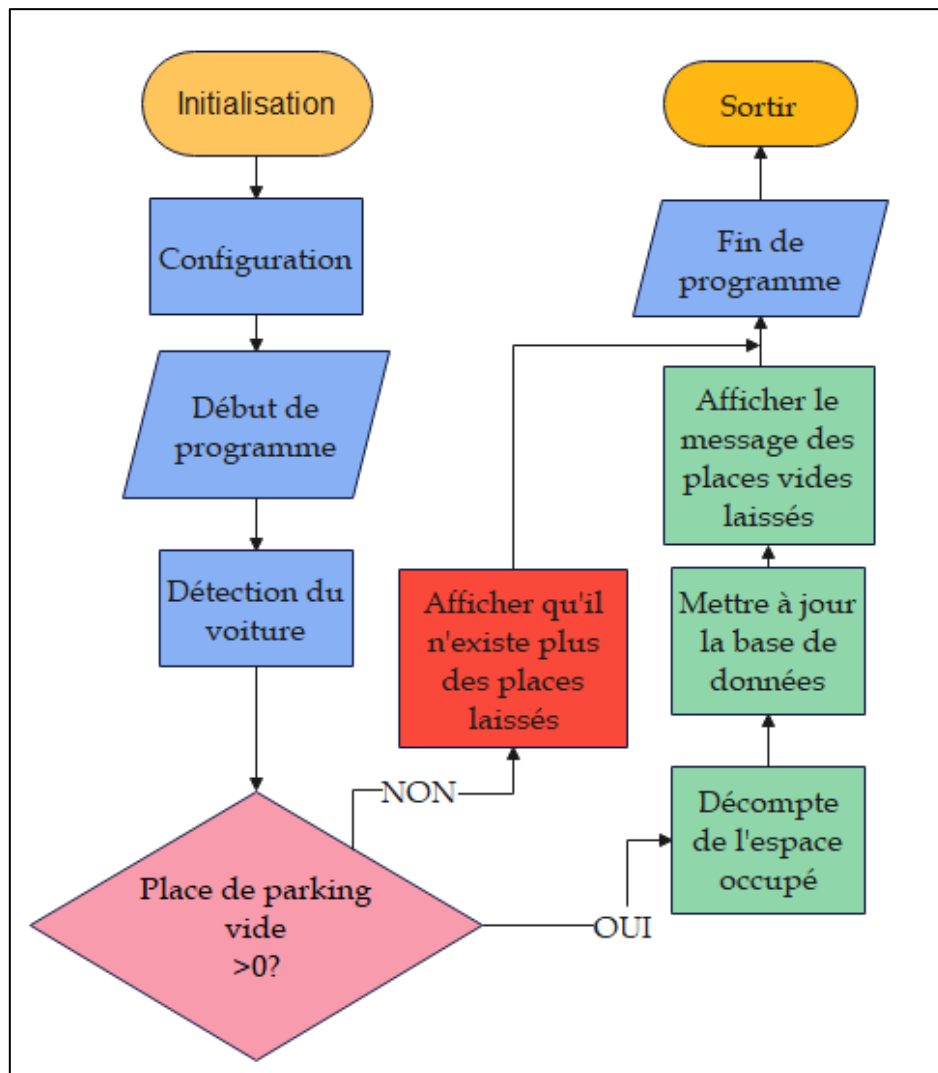 Initialisation
Configuration
Début de
programme
Détection du
voiture
Place de parking
vide
>0?
NON
Afficher qu'il
n'existe plus
des places
laissés
OUI
Décompte
de l'espace
occupé
Mettre à jour
la base de
données
Afficher le
message des
places vides
laissés
Fin de
programme
Sortir